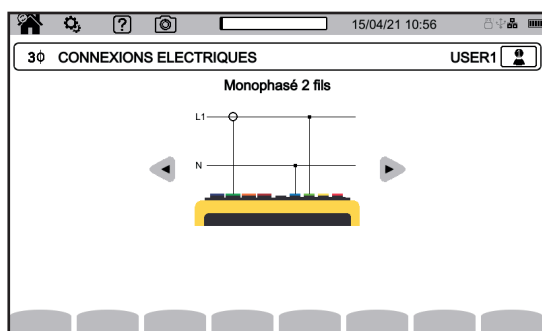 ?
15/04/21 10:56
3ϕ CONNEXIONS ELECTRIQUES
USER1
Monophasé 2 fils
L1
N